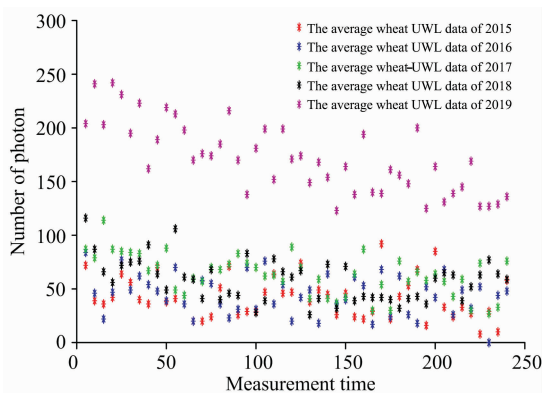 300
250
200
150
100
50
0
Number of photon
The average wheat UWL data of 2015
The average wheat UWL data of 2016
The average wheat UWL data of 2017
The average wheat UWL data of 2018
The average wheat UWL data of 2019
0 50 100 150 200 250
Measurement time